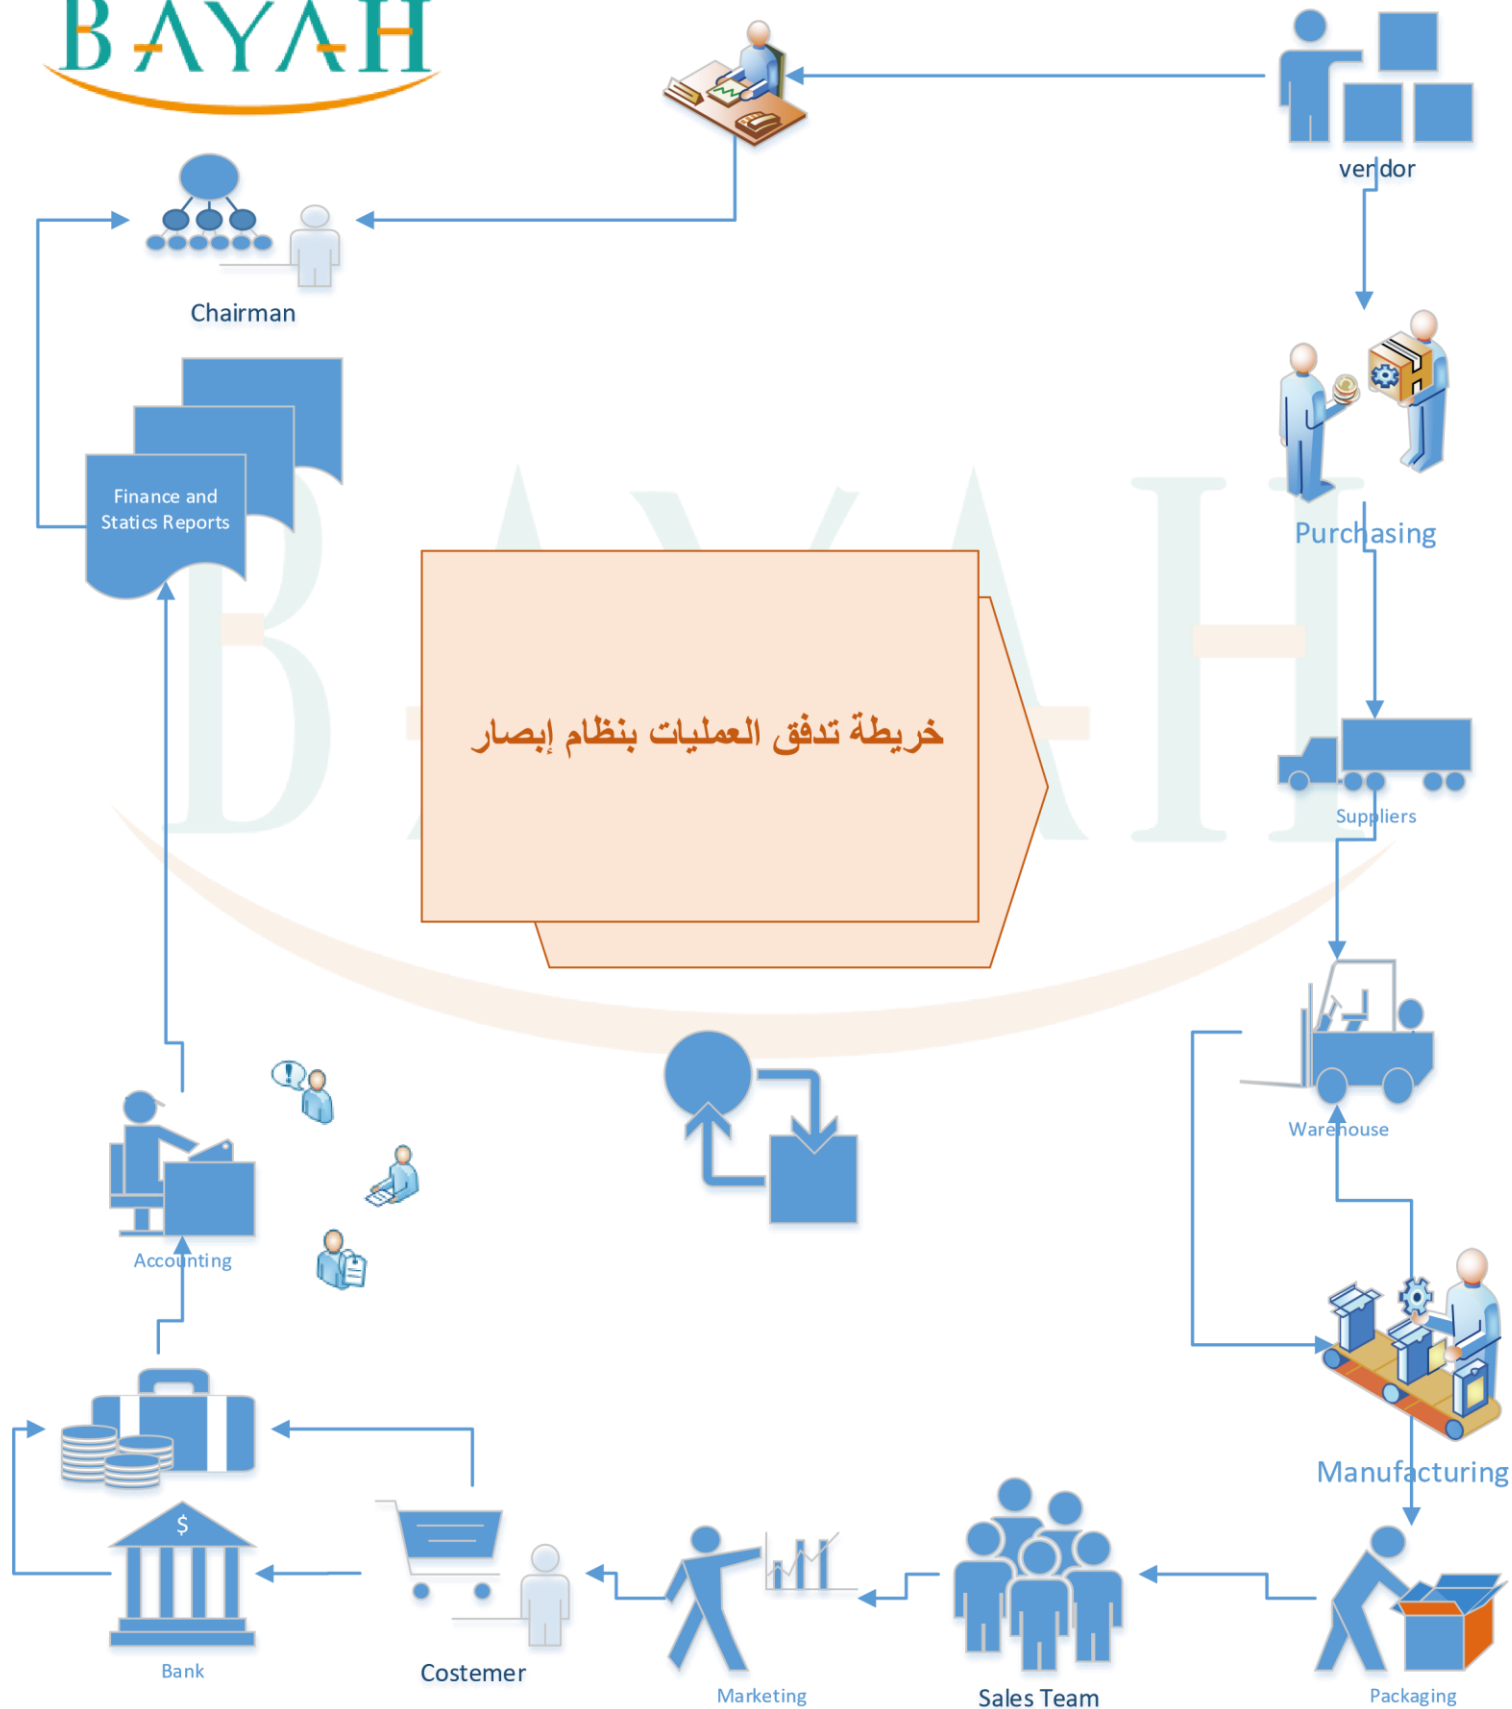 BAYAH
vendor
Chairman
Finance and
Statics Reports
Purchasing
خريطة تدفق العمليات بنظام إبصار
Suppliers
Warehouse
Accounting
Manufacturing
$
Bank
Costemer
Marketing
Sales Team
Packaging